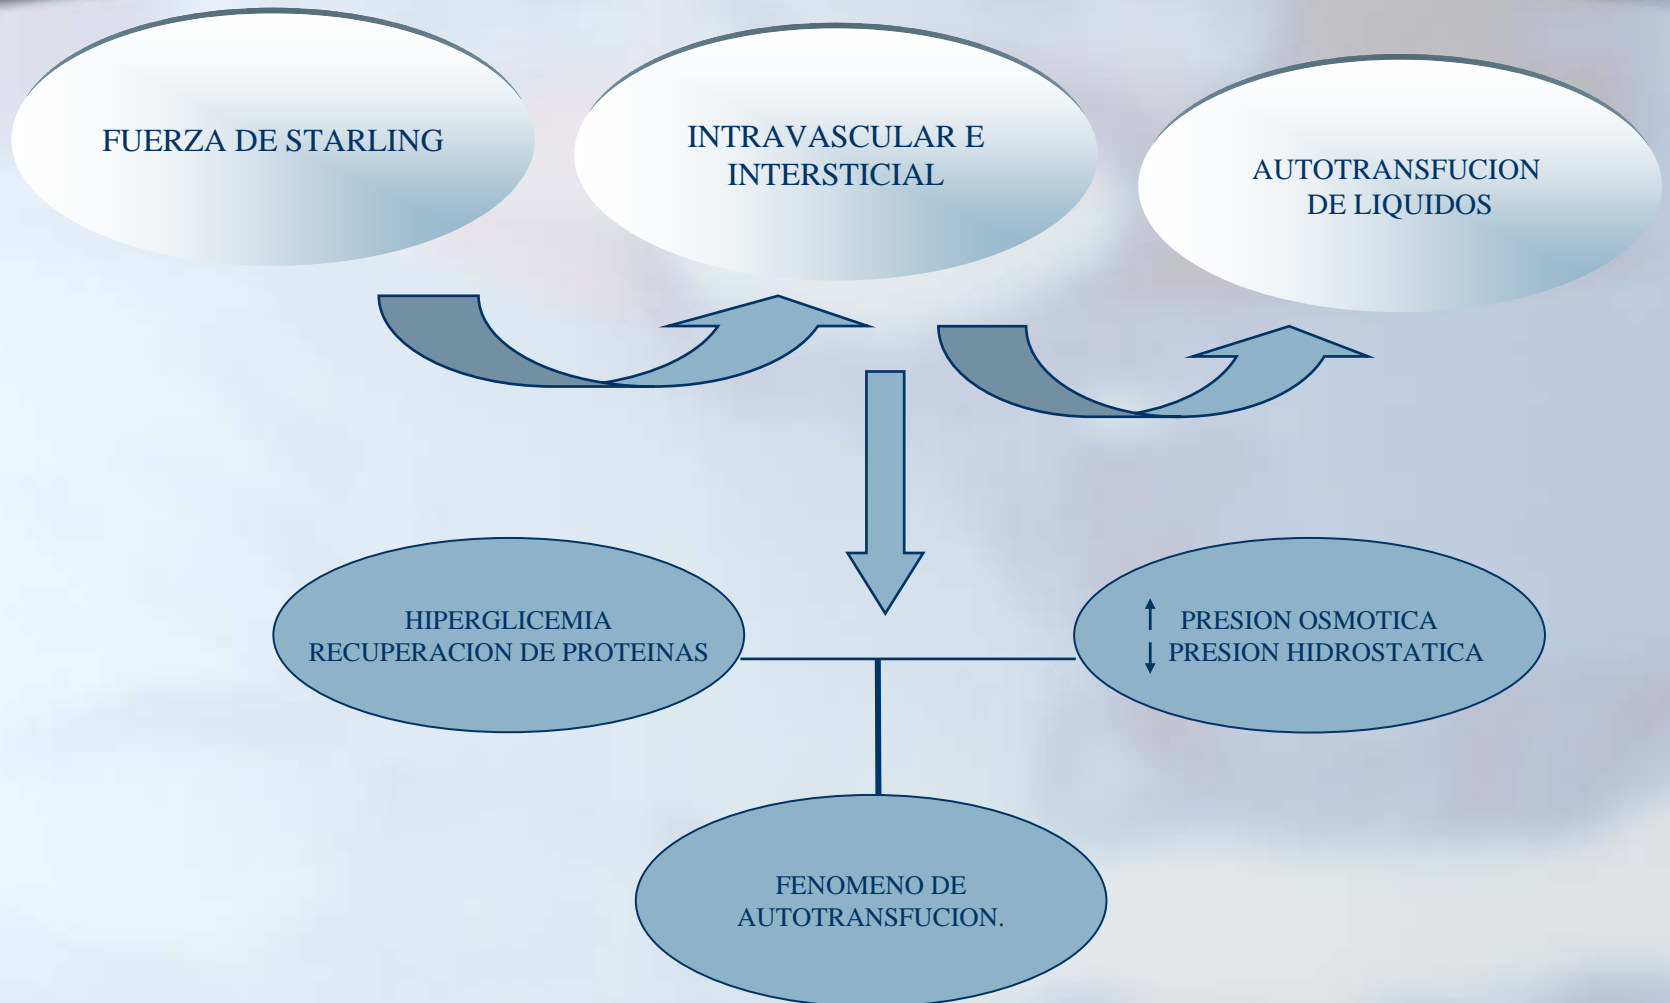 FUERZA DE STARLING
INTRAVASCULAR E
INTERSTICIAL
AUTOTRANSFUCION
DE LIQUIDOS
HIPERGLICEMIA
RECUPERACION DE PROTEINAS
↑ PRESION OSMOTICA
↓ PRESION HIDROSTATICA
FENOMENO DE
AUTOTRANSFUCION.